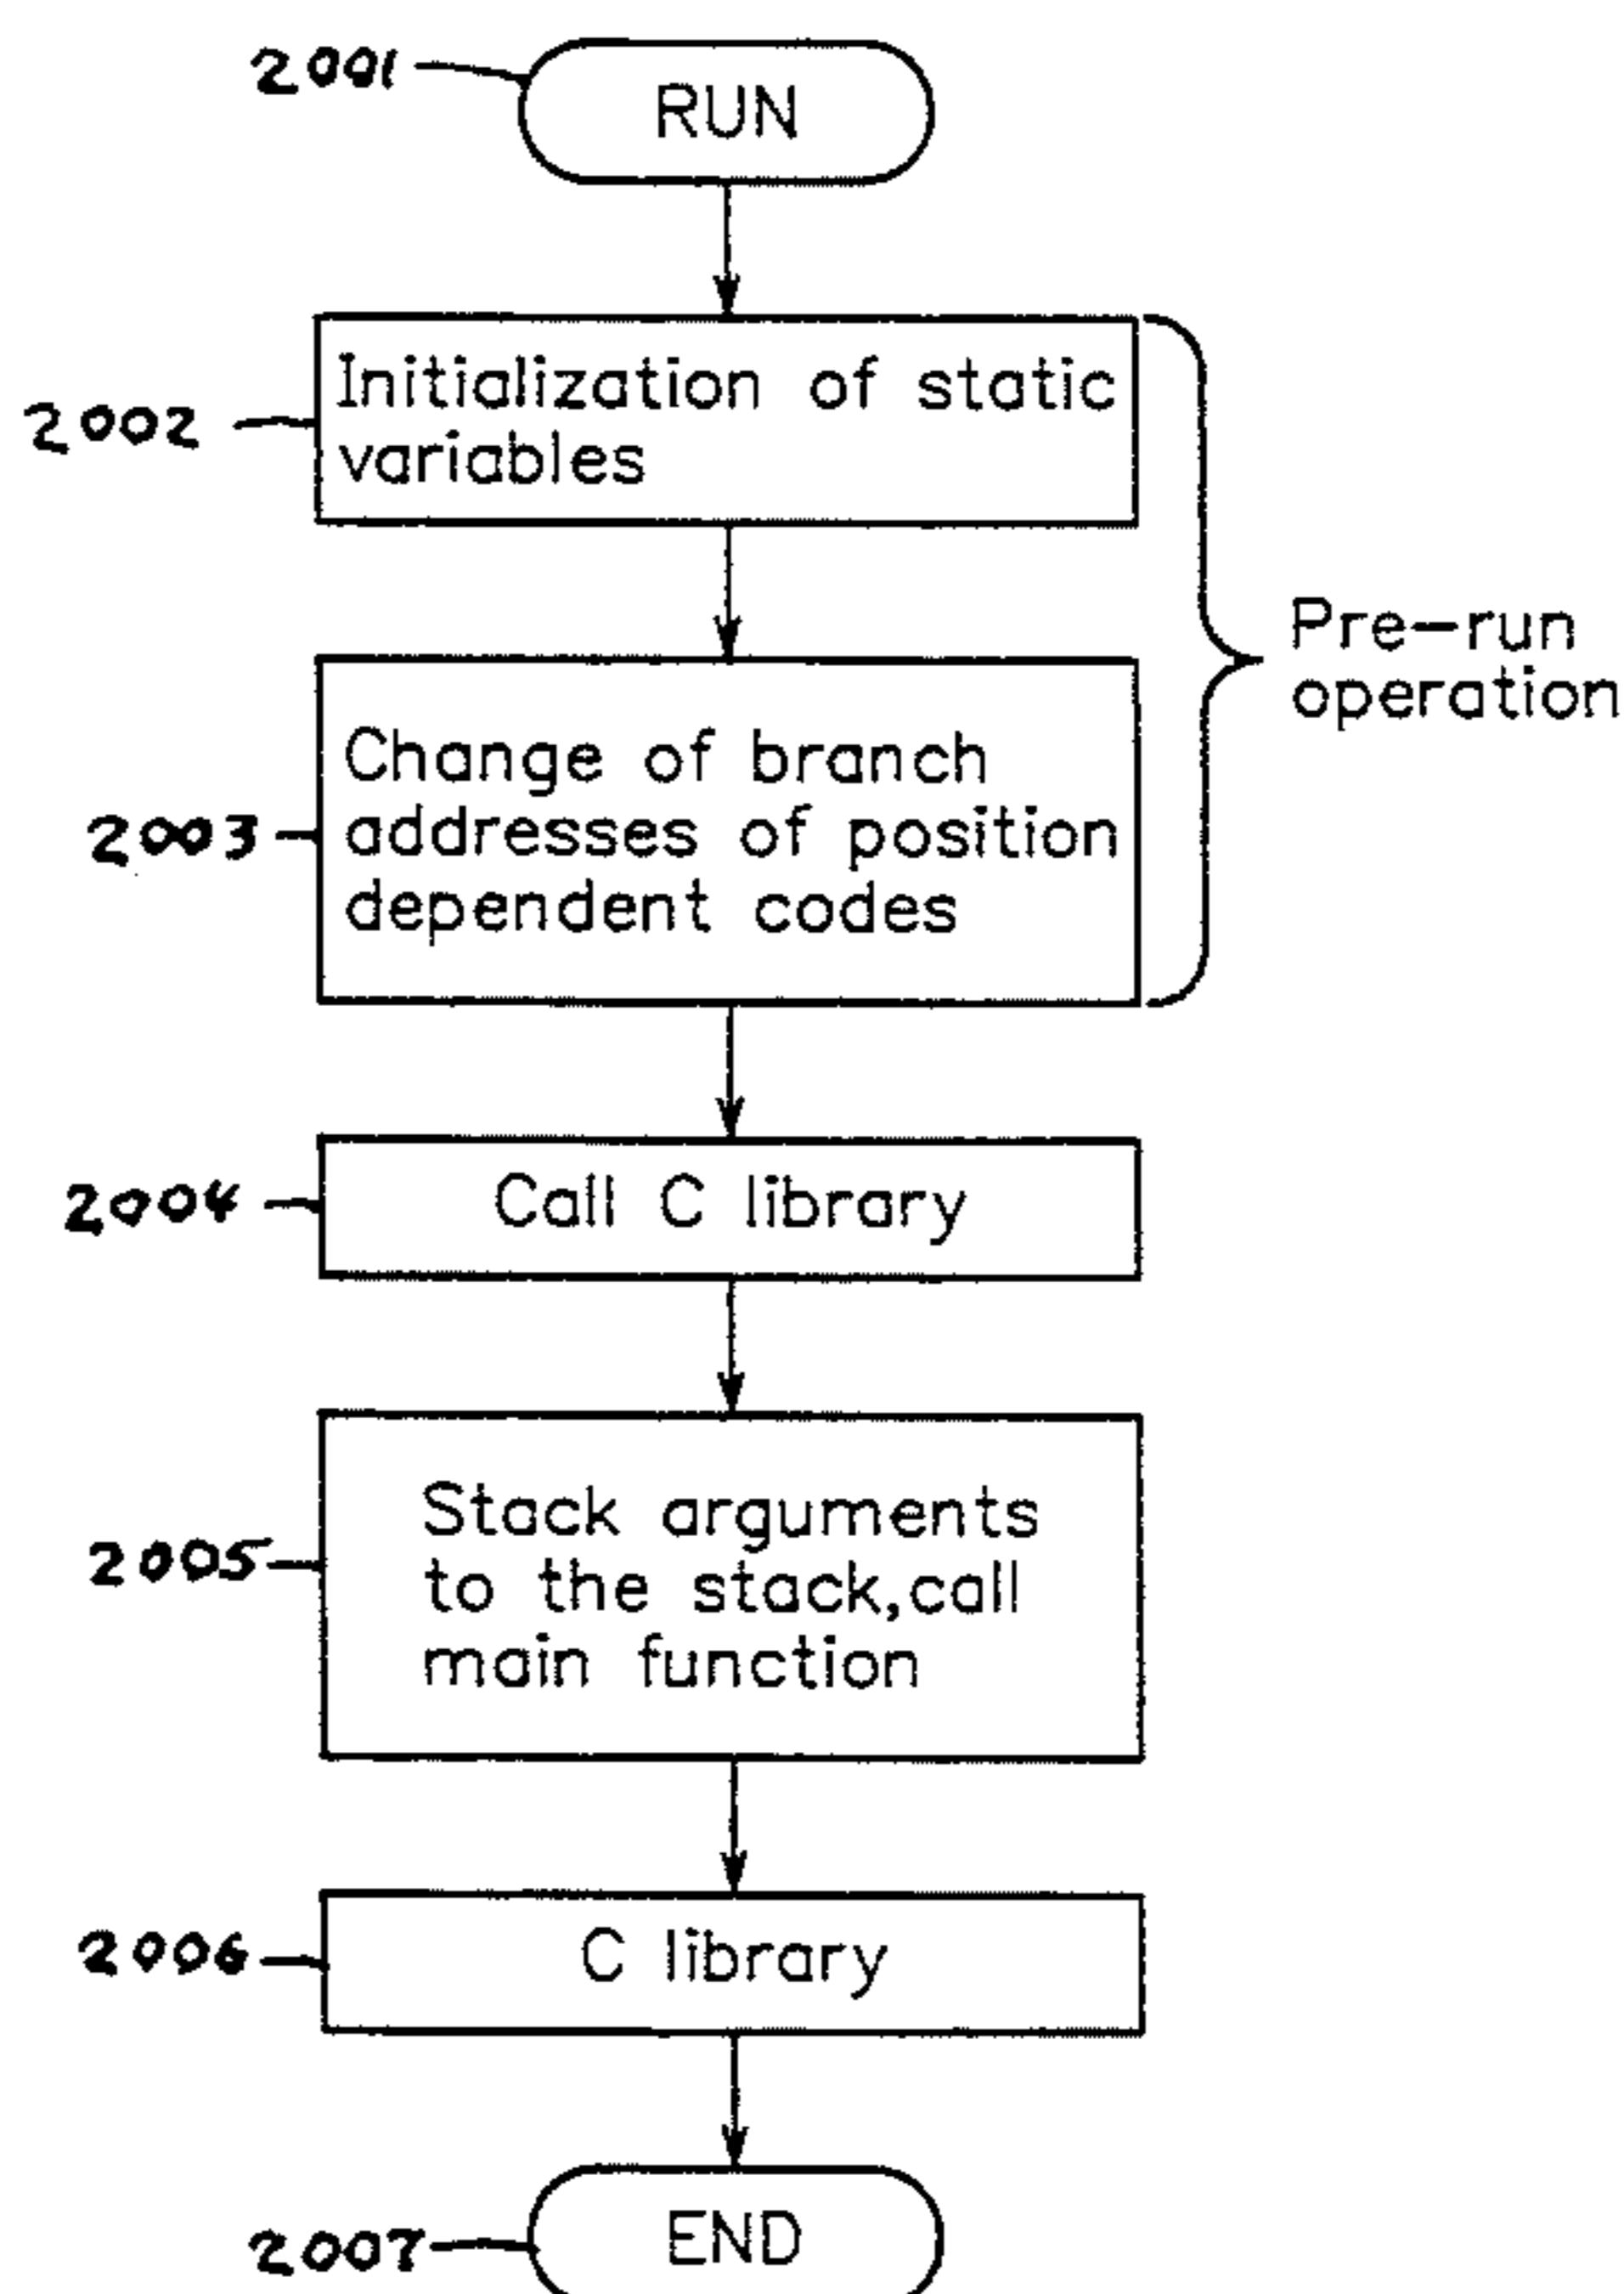 2001
RUN
2002
Initialization of static
variables
Pre-run
operation
2003
Change of branch
addresses of position
dependent codes
2004
Call C library
2005
Stack arguments
to the stack,call
main function
2006
C library
2007
END